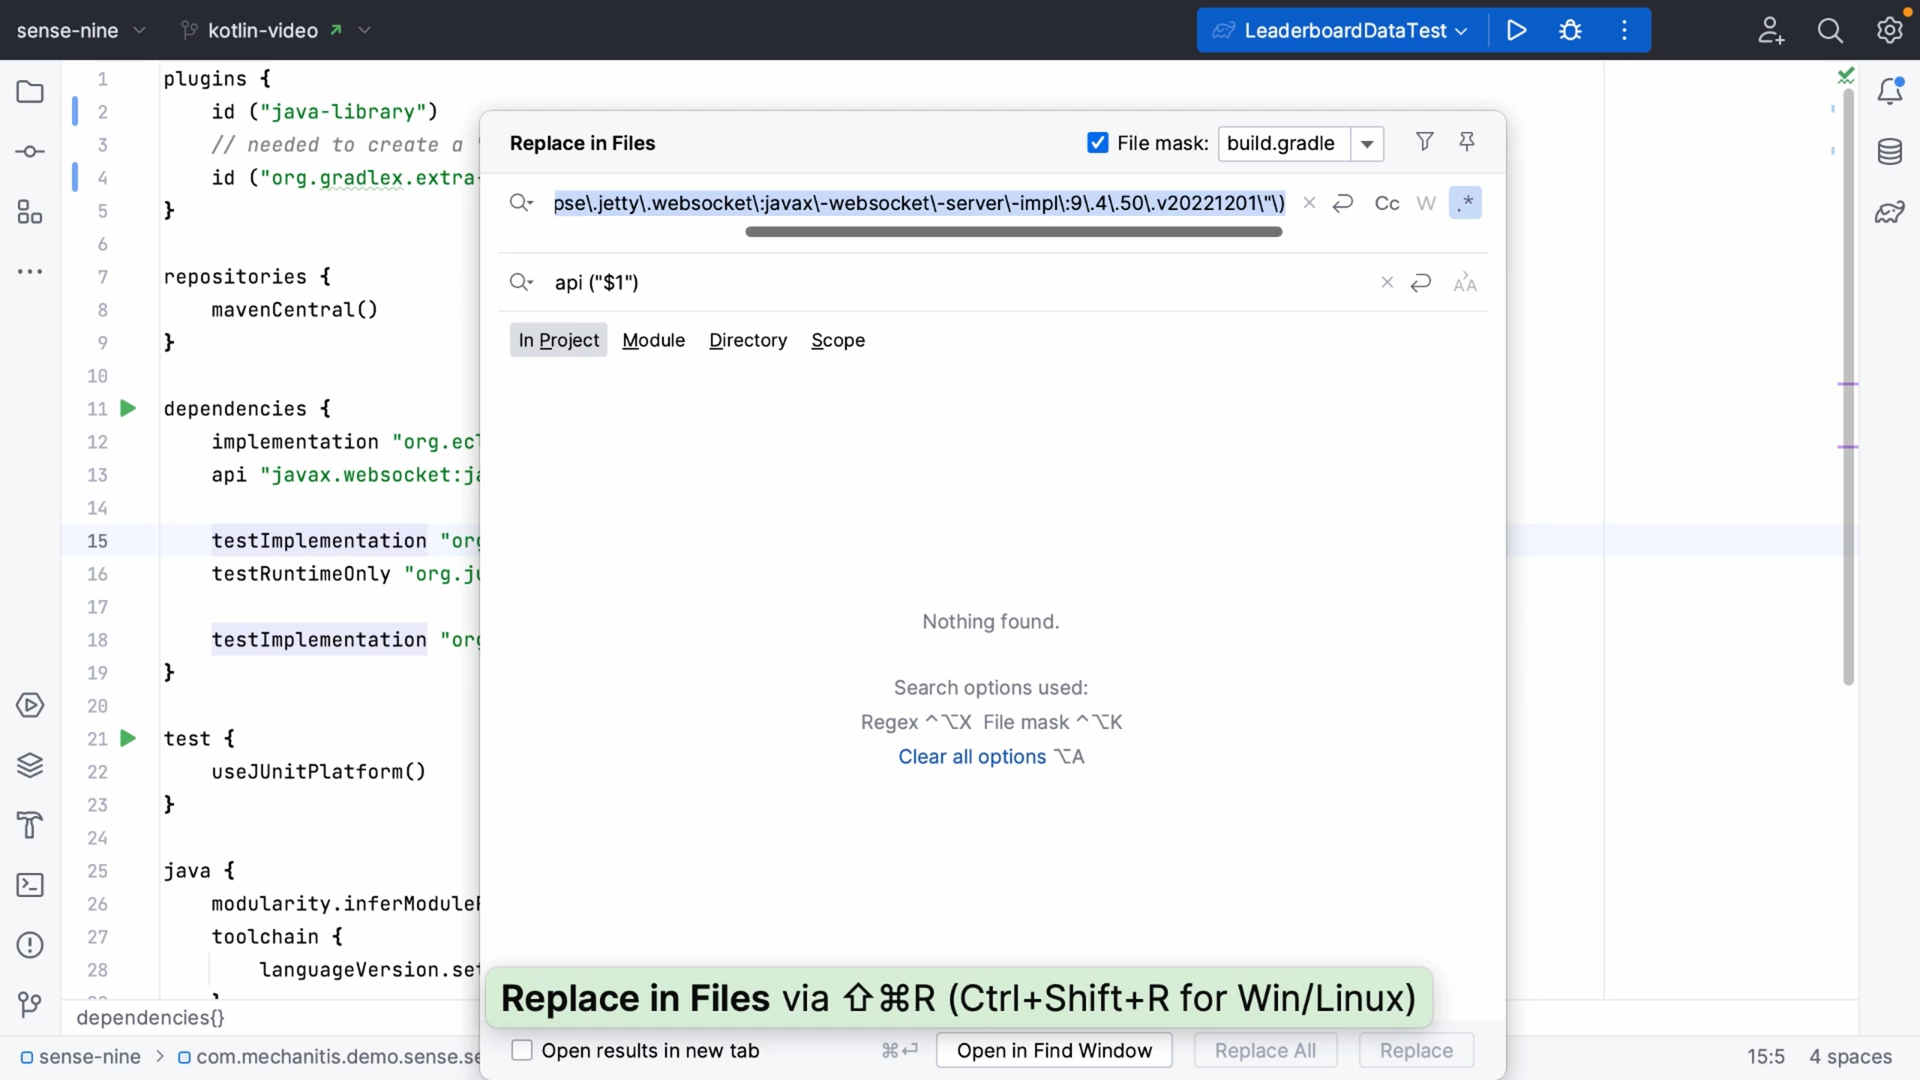 sense-nine
kotlin-video
LeaderboardDataTest
1 plugins {
2 id ("java-library")
3 // needed to create a
4 id ("org.gradlex.extra-
5 }
6
7 repositories {
8 mavenCentral()
9 }
10
11 dependencies {
12 implementation "org.ecl
13 api "javax.websocket:ja
14
15 testImplementation "org
16 testRuntimeOnly "org.ju
17
18 testImplementation "org
19 }
20
21 test {
22 useJUnitPlatform()
23 }
24
25 java {
26 modularity.inferModuleP
27 toolchain {
28 languageVersion.set
dependencies{}
sense-nine > com.mechanitis.demo.sense.se
Replace in Files
File mask: build.gradle
pse\.jetty\.websocket\:javax\-websocket\-server\-impl\:9\.4\.50\.v20221201\"\)
Cc W .*
api ("$1")
In Project Module Directory Scope
Nothing found.
Search options used:
Regex ⌃⌥X File mask ⌃⌥K
Clear all options ⌥A
Replace in Files via ⇧⌘R (Ctrl+Shift+R for Win/Linux)
Open results in new tab ⌘⏎ Open in Find Window Replace All Replace
15:5 4 spaces